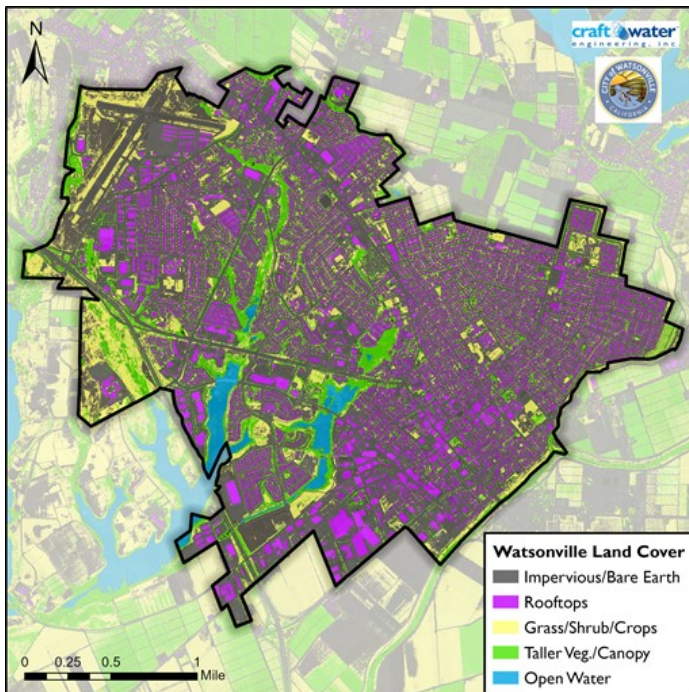 N
craft water
engineering, inc
CITY OF WATSONVILLE
CALIFORNIA
Watsonville Land Cover
Impervious/Bare Earth
Rooftops
Grass/Shrub/Crops
Taller Veg./Canopy
Open Water
0 0.25 0.5 1
Mile